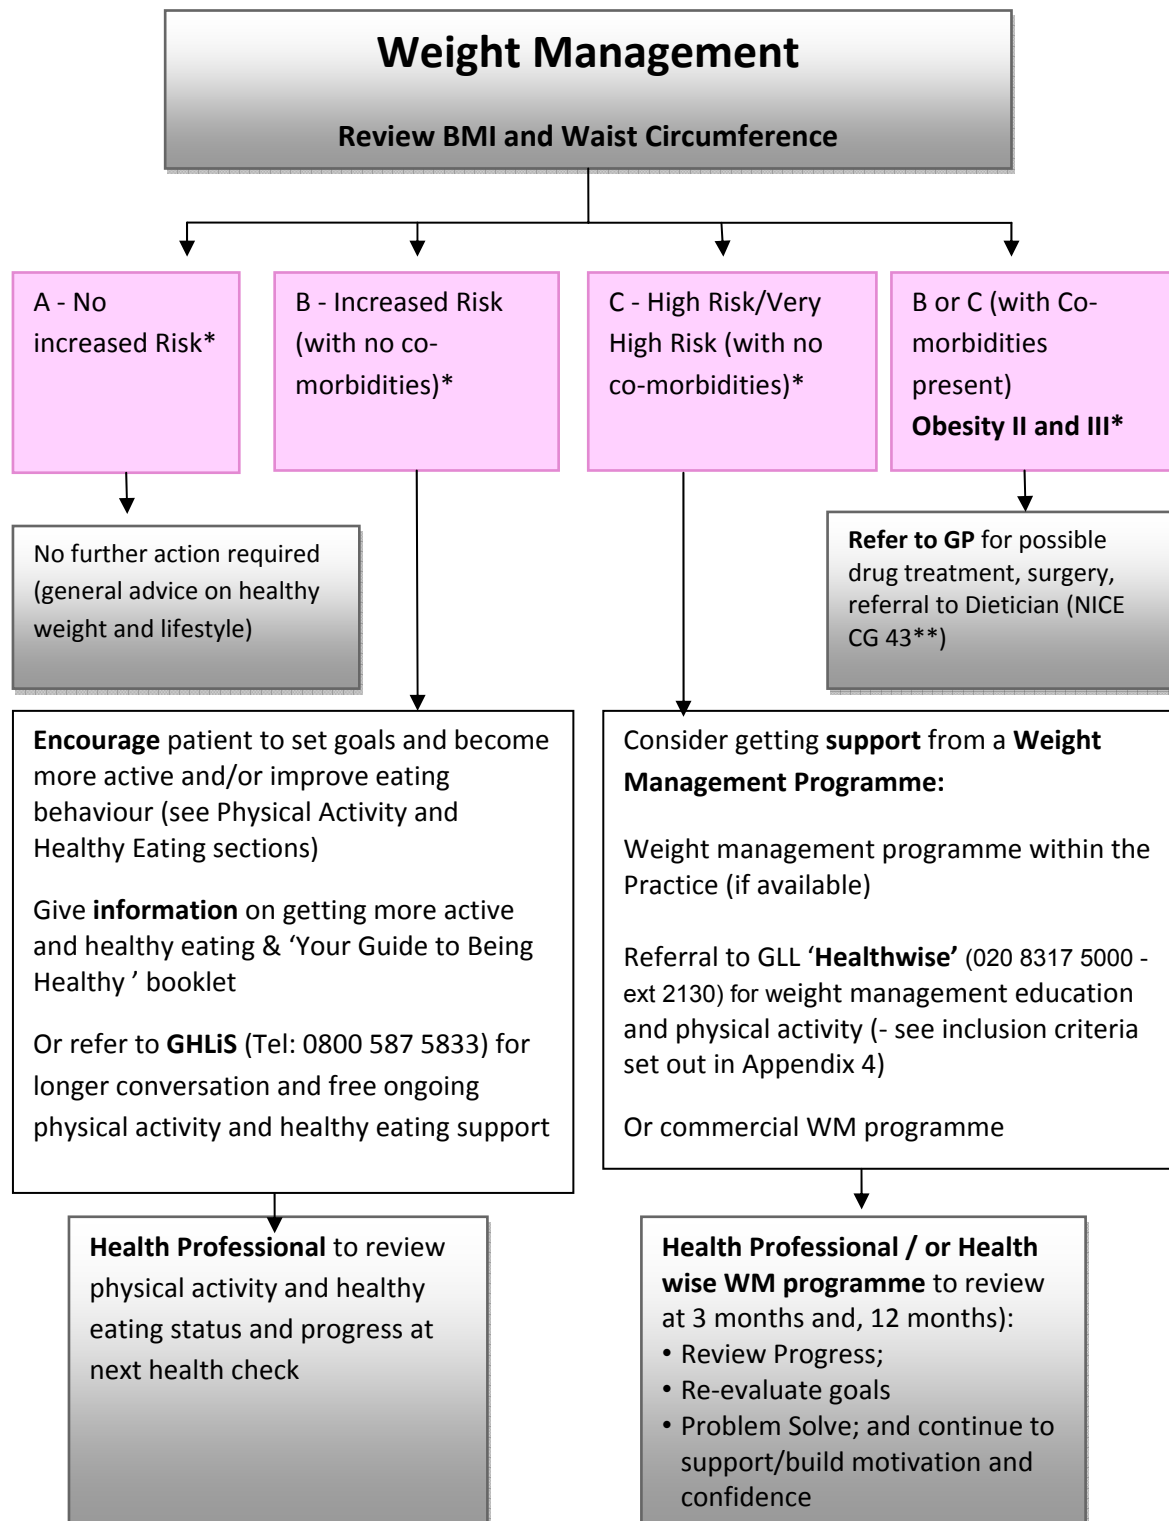 Weight Management
Review BMI and Waist Circumference
A - No
increased Risk*
B - Increased Risk
(with no co-
morbidities)*
C - High Risk/Very
High Risk (with no
co-morbidities)*
B or C (with Co-
morbidities
present)
Obesity II and III*
No further action required
(general advice on healthy
weight and lifestyle)
Refer to GP for possible
drug treatment, surgery,
referral to Dietician (NICE
CG 43**)
Encourage patient to set goals and become
more active and/or improve eating
behaviour (see Physical Activity and
Healthy Eating sections)
Give information on getting more active
and healthy eating & ‘Your Guide to Being
Healthy ’ booklet
Or refer to GHLiS (Tel: 0800 587 5833) for
longer conversation and free ongoing
physical activity and healthy eating support
Consider getting support from a Weight
Management Programme:
Weight management programme within the
Practice (if available)
Referral to GLL ‘Healthwise’ (020 8317 5000 -
ext 2130) for weight management education
and physical activity (- see inclusion criteria
set out in Appendix 4)
Or commercial WM programme
Health Professional to review
physical activity and healthy
eating status and progress at
next health check
Health Professional / or Health
wise WM programme to review
at 3 months and, 12 months):
• Review Progress;
• Re-evaluate goals
• Problem Solve; and continue to
support/build motivation and
confidence